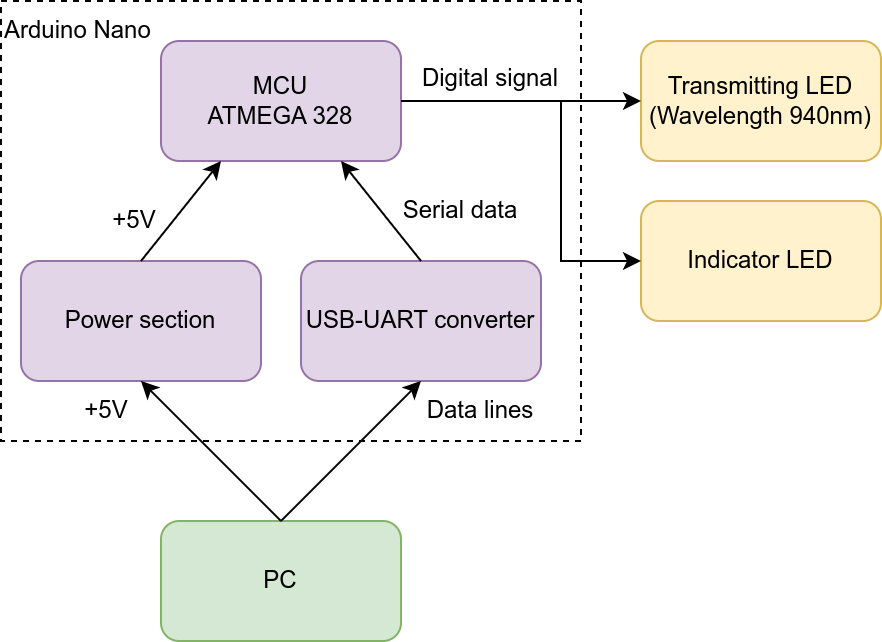 Arduino Nano
MCU
ATMEGA 328
Digital signal
Transmitting LED
(Wavelength 940nm)
+5V
Serial data
Indicator LED
Power section
USB-UART converter
+5V
Data lines
PC